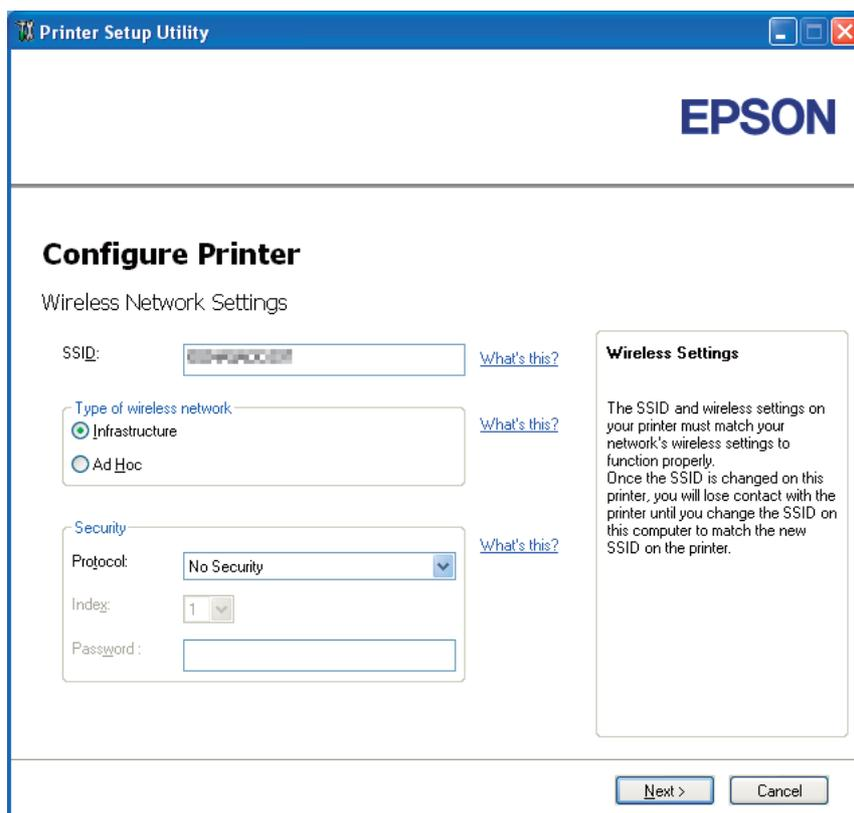 Printer Setup Utility
EPSON
Configure Printer
Wireless Network Settings
SSID:
What's this?
Type of wireless network
Infrastructure
Ad Hoc
What's this?
Security
What's this?
Protocol:
No Security
Index:
1
Password :
Wireless Settings
The SSID and wireless settings on
your printer must match your
network's wireless settings to
function properly.
Once the SSID is changed on this
printer, you will lose contact with the
printer until you change the SSID on
this computer to match the new
SSID on the printer.
Next >
Cancel